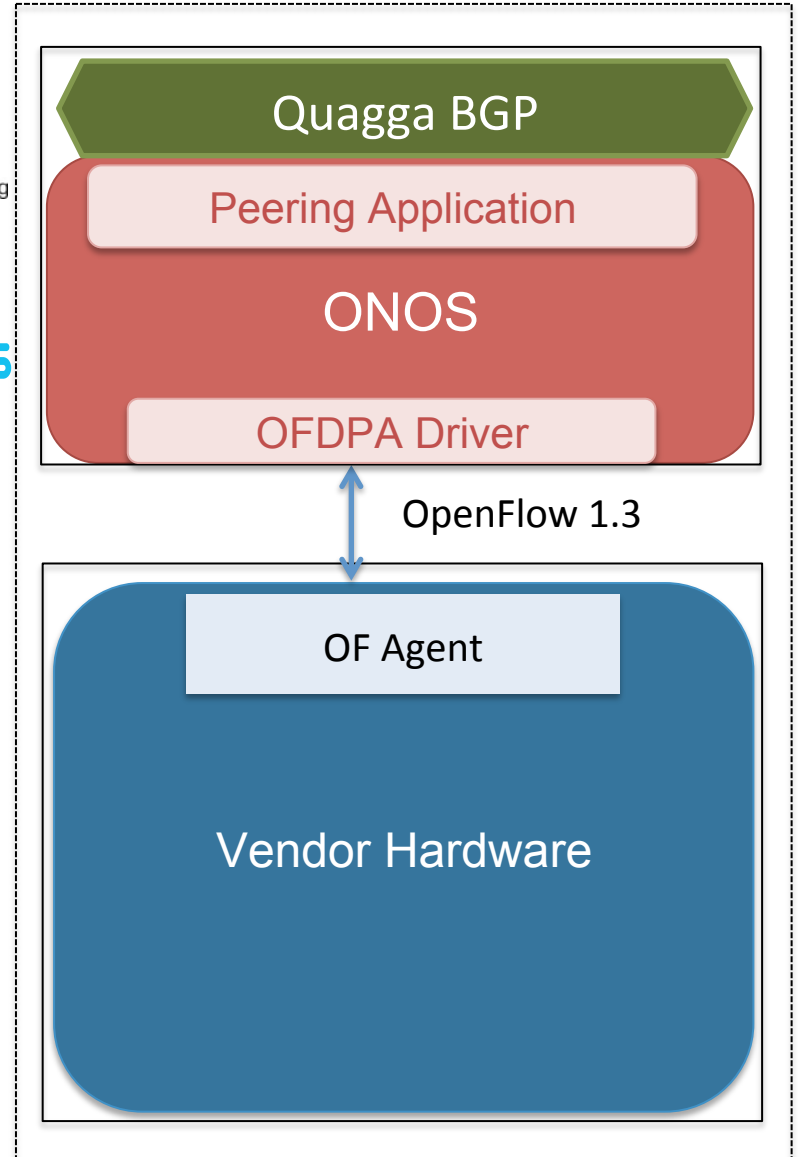 Quagga BGP
Peering Application
ONOS
OFDPA Driver
OpenFlow 1.3
OF Agent
Vendor Hardware